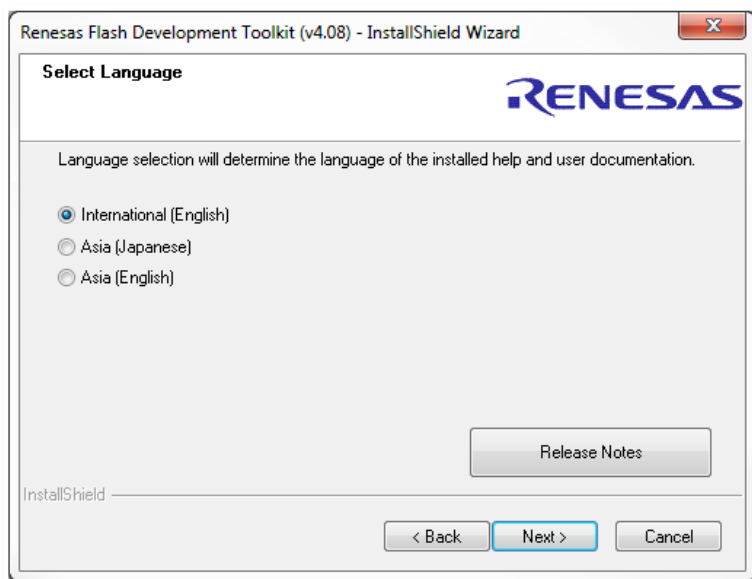 Renesas Flash Development Toolkit (v4.08) - InstallShield Wizard
Select Language
RENESAS
Language selection will determine the language of the installed help and user documentation.
International (English)
Asia (Japanese)
Asia (English)
Release Notes
InstallShield
< Back
Next >
Cancel